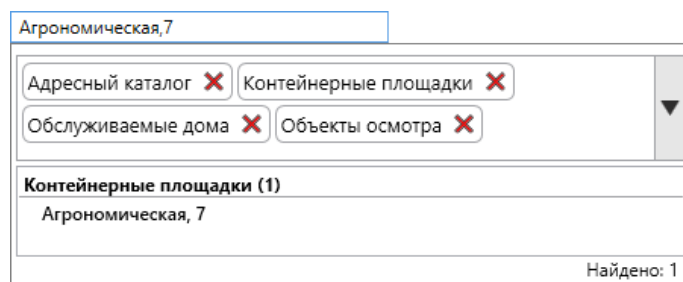 Агрономическая,7
Адресный каталог Контейнерные площадки
Обслуживаемые дома Объекты осмотра
Контейнерные площадки (1)
Агрономическая, 7
Найдено: 1